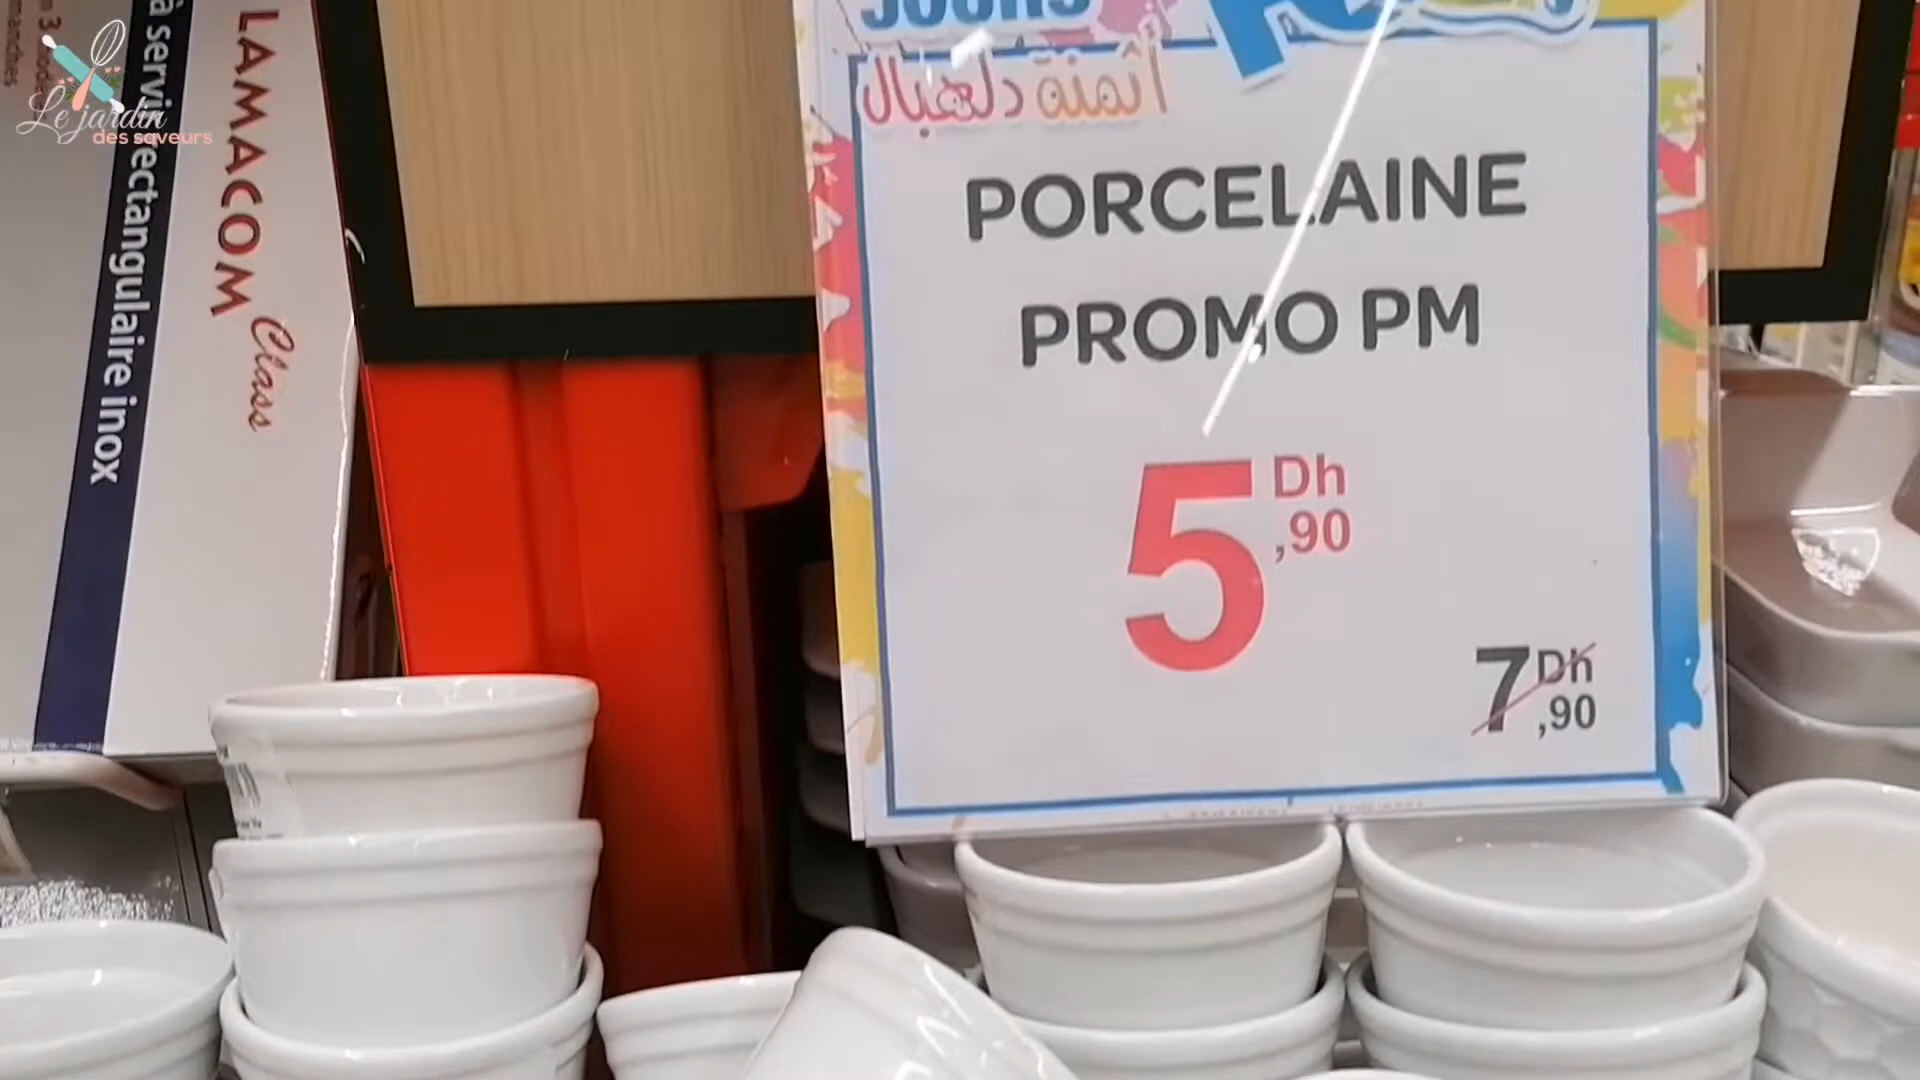 Le jardin
des saveurs
LAMACOM
Class
rectangulaire inox
JOURS
أثمنة دلهبال
PORCELAINE
PROMO PM
5 Dh ,90
7 Dh ,90